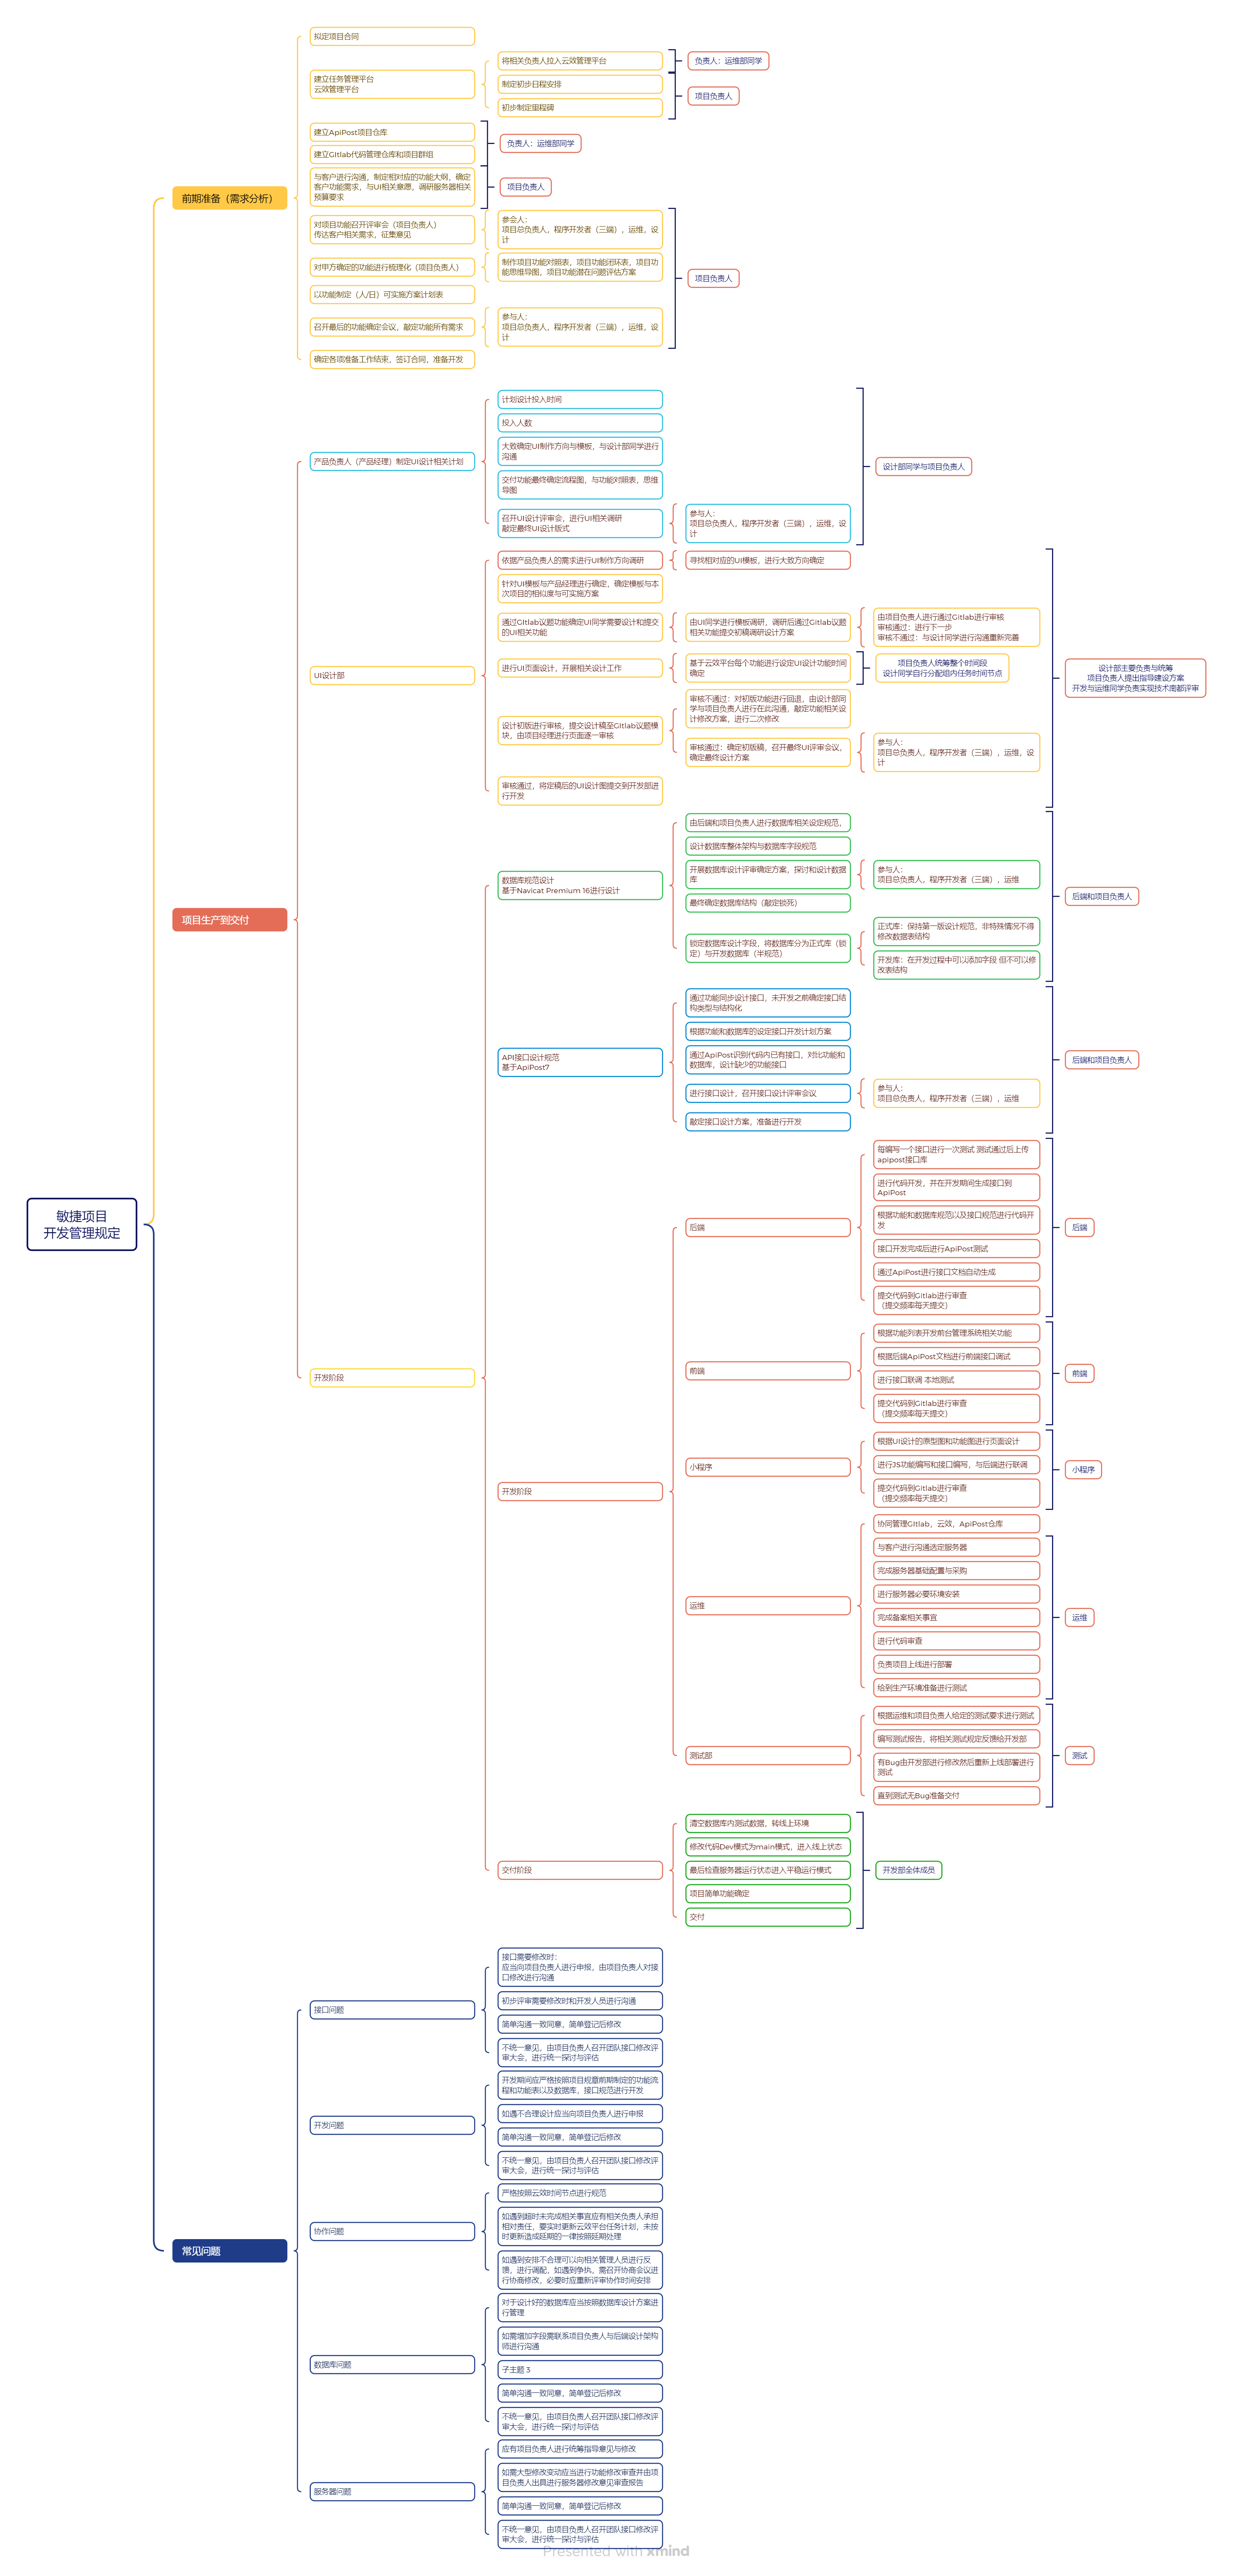 敏捷项目
开发管理规定
前期准备（需求分析）
拟定项目合同
建立任务管理平台
云效管理平台
将相关负责人拉入云效管理平台
负责人：运维部同学
制定初步日程安排
初步制定里程碑
项目负责人
建立ApiPost项目仓库
建立GItlab代码管理仓库和项目群组
负责人：运维部同学
与客户进行沟通，制定相对应的功能大纲，确定
客户功能需求，与UI相关意愿，调研服务器相关
预算要求
项目负责人
对项目功能召开评审会（项目负责人）
传达客户相关需求，征集意见
参会人：
项目总负责人，程序开发者（三端），运维，设
计
对甲方确定的功能进行梳理化（项目负责人）
制作项目功能对照表，项目功能闭环表，项目功
能思维导图，项目功能潜在问题评估方案
项目负责人
以功能制定（人/日）可实施方案计划表
召开最后的功能确定会议，敲定功能所有需求
参与人：
项目总负责人，程序开发者（三端），运维，设
计
确定各项准备工作结束，签订合同，准备开发
项目生产到交付
产品负责人（产品经理）制定UI设计相关计划
计划设计投入时间
投入人数
大致确定UI制作方向与模板，与设计部同学进行
沟通
交付功能最终确定流程图，与功能对照表，思维
导图
召开UI设计评审会，进行UI相关调研
敲定最终UI设计版式
参与人：
项目总负责人，程序开发者（三端），运维，设
计
设计部同学与项目负责人
UI设计部
依据产品负责人的需求进行UI制作方向调研
寻找相对应的UI模板，进行大致方向确定
针对UI模板与产品经理进行确定，确定模板与本
次项目的相似度与可实施方案
通过GItlab议题功能确定UI同学需要设计和提交
的UI相关功能
由UI同学进行模板调研，调研后通过Gitlab议题
相关功能提交初稿调研设计方案
由项目负责人进行通过Gitlab进行审核
审核通过：进行下一步
审核不通过：与设计同学进行沟通重新完善
进行UI页面设计，开展相关设计工作
基于云效平台每个功能进行设定UI设计功能时间
确定
项目负责人统筹整个时间段
设计同学自行分配组内任务时间节点
设计初版进行审核，提交设计稿至GItlab议题模
块，由项目经理进行页面逐一审核
审核不通过：对初版功能进行回退，由设计部同
学与项目负责人进行在此沟通，敲定功能相关设
计修改方案，进行二次修改
审核通过：确定初版稿，召开最终UI评审会议，
确定最终设计方案
参与人：
项目总负责人，程序开发者（三端），运维，设
计
审核通过，将定稿后的UI设计图提交到开发部进
行开发
设计部主要负责与统筹
项目负责人提出指导建设方案
开发与运维同学负责实现技术南都评审
开发阶段
数据库规范设计
基于Navicat Premium 16进行设计
由后端和项目负责人进行数据库相关设定规范，
设计数据库整体架构与数据库字段规范
开展数据库设计评审确定方案，探讨和设计数据
库
参与人：
项目总负责人，程序开发者（三端），运维
最终确定数据库结构（敲定锁死）
锁定数据库设计字段，将数据库分为正式库（锁
定）与开发数据库（半规范）
正式库：保持第一版设计规范，非特殊情况不得
修改数据表结构
开发库：在开发过程中可以添加字段 但不可以修
改表结构
后端和项目负责人
API接口设计规范
基于ApiPost7
通过功能同步设计接口，未开发之前确定接口结
构类型与结构化
根据功能和数据库的设定接口开发计划方案
通过ApiPost识别代码内已有接口，对比功能和
数据库，设计缺少的功能接口
进行接口设计，召开接口设计评审会议
参与人：
项目总负责人，程序开发者（三端），运维
敲定接口设计方案，准备进行开发
后端和项目负责人
开发阶段
后端
每编写一个接口进行一次测试 测试通过后上传
apipost接口库
进行代码开发，并在开发期间生成接口到
ApiPost
根据功能和数据库规范以及接口规范进行代码开
发
接口开发完成后进行ApiPost测试
通过ApiPost进行接口文档自动生成
提交代码到Gitlab进行审查
（提交频率每天提交）
后端
前端
根据功能列表开发前台管理系统相关功能
根据后端ApiPost文档进行前端接口调试
进行接口联调 本地测试
提交代码到Gitlab进行审查
（提交频率每天提交）
前端
小程序
根据UI设计的原型图和功能图进行页面设计
进行JS功能编写和接口编写，与后端进行联调
提交代码到Gitlab进行审查
（提交频率每天提交）
小程序
运维
协同管理GItlab，云效，ApiPost仓库
与客户进行沟通选定服务器
完成服务器基础配置与采购
进行服务器必要环境安装
完成备案相关事宜
进行代码审查
负责项目上线进行部署
给到生产环境准备进行测试
运维
测试部
根据运维和项目负责人给定的测试要求进行测试
编写测试报告，将相关测试规定反馈给开发部
有Bug由开发部进行修改然后重新上线部署进行
测试
直到测试无Bug准备交付
测试
交付阶段
清空数据库内测试数据，转线上环境
修改代码Dev模式为main模式，进入线上状态
最后检查服务器运行状态进入平稳运行模式
项目简单功能确定
交付
开发部全体成员
常见问题
接口问题
接口需要修改时：
应当向项目负责人进行申报，由项目负责人对接
口修改进行沟通
初步评审需要修改时和开发人员进行沟通
简单沟通一致同意，简单登记后修改
不统一意见，由项目负责人召开团队接口修改评
审大会，进行统一探讨与评估
开发问题
开发期间应严格按照项目规章前期制定的功能流
程和功能表以及数据库，接口规范进行开发
如遇不合理设计应当向项目负责人进行申报
简单沟通一致同意，简单登记后修改
不统一意见，由项目负责人召开团队接口修改评
审大会，进行统一探讨与评估
协作问题
严格按照云效时间节点进行规范
如遇到超时未完成相关事宜应有相关负责人承担
相对责任，要实时更新云效平台任务计划，未按
时更新造成延期的一律按照延期处理
如遇到安排不合理可以向相关管理人员进行反
馈，进行调配，如遇到争执，需召开协商会议进
行协商修改，必要时应重新评审协作时间安排
数据库问题
对于设计好的数据库应当按照数据库设计方案进
行管理
如需增加字段需联系项目负责人与后端设计架构
师进行沟通
子主题 3
简单沟通一致同意，简单登记后修改
不统一意见，由项目负责人召开团队接口修改评
审大会，进行统一探讨与评估
服务器问题
应有项目负责人进行统筹指导意见与修改
如需大型修改变动应当进行功能修改审查并由项
目负责人出具进行服务器修改意见审查报告
简单沟通一致同意，简单登记后修改
不统一意见，由项目负责人召开团队接口修改评
审大会，进行统一探讨与评估
Presented with xmind